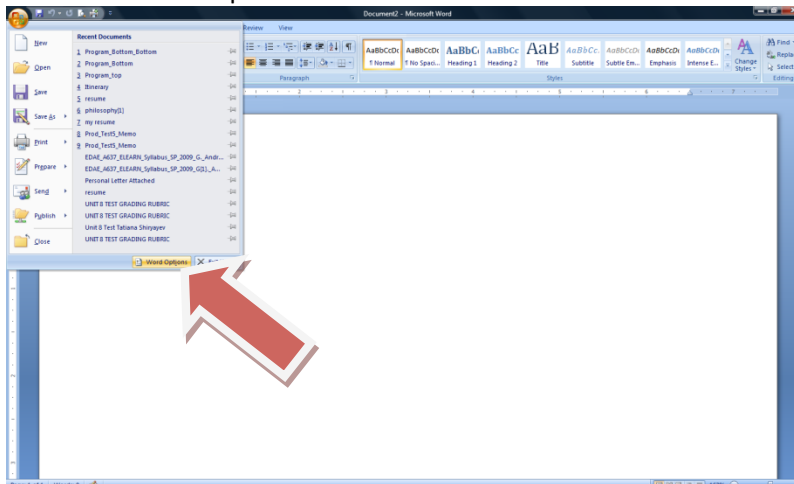 Document2 - Microsoft Word
Review View
New
Open
Save
Save As
Print
Prepare
Send
Publish
Close
Recent Documents
1 Program_Bottom_Bottom
2 Program_Bottom
3 Program_top
4 Itinerary
5 resume
6 philosophy[1]
7 my resume
8 Prod_Test5_Memo
9 Prod_Test5_Memo
EDAE_A637_ELEARN_Syllabus_SP_2009_G._Andr...
EDAE_A637_ELEARN_Syllabus_SP_2009_G[1]._A...
Personal Letter Attached
resume
UNIT 8 TEST GRADING RUBRIC
UNIT 8 TEST GRADING RUBRIC
Unit 8 Test Tatiana Shiryayev
UNIT 8 TEST GRADING RUBRIC
Word Options
Paragraph
AaBbCcDc AaBbCcDc AaBbC AaBbCc AaB AaBbCc. AaBbCcDc AaBbCcDc AaBbCcDc
¶ Normal ¶ No Spaci... Heading 1 Heading 2 Title Subtitle Subtle Em... Emphasis Intense E...
Change Styles
Styles
Find
Select
Editing